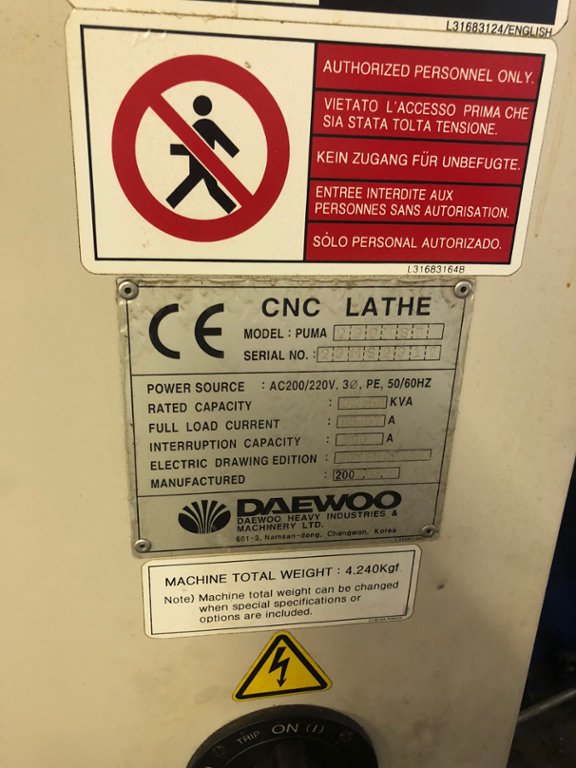 L31683124/ENGLISH
AUTHORIZED PERSONNEL ONLY.
VIETATO L'ACCESSO PRIMA CHE
SIA STATA TOLTA TENSIONE.
KEIN ZUGANG FÜR UNBEFUGTE.
ENTREE INTERDITE AUX
PERSONNES SANS AUTORISATION.
SÓLO PERSONAL AUTORIZADO.
L31683164B
CE
CNC LATHE
MODEL : PUMA
SERIAL NO. :
POWER SOURCE : AC200/220V, 3Ø, PE, 50/60HZ
RATED CAPACITY : KVA
FULL LOAD CURRENT : A
INTERRUPTION CAPACITY : A
ELECTRIC DRAWING EDITION :
MANUFACTURED : 200
DAEWOO
DAEWOO HEAVY INDUSTRIES &
MACHINERY LTD.
601-3, Namsan-dong, Changwon, Korea
MACHINE TOTAL WEIGHT : 4.240Kgf
Note) Machine total weight can be changed
when special specifications or
options are included.
TRIP ON (I)